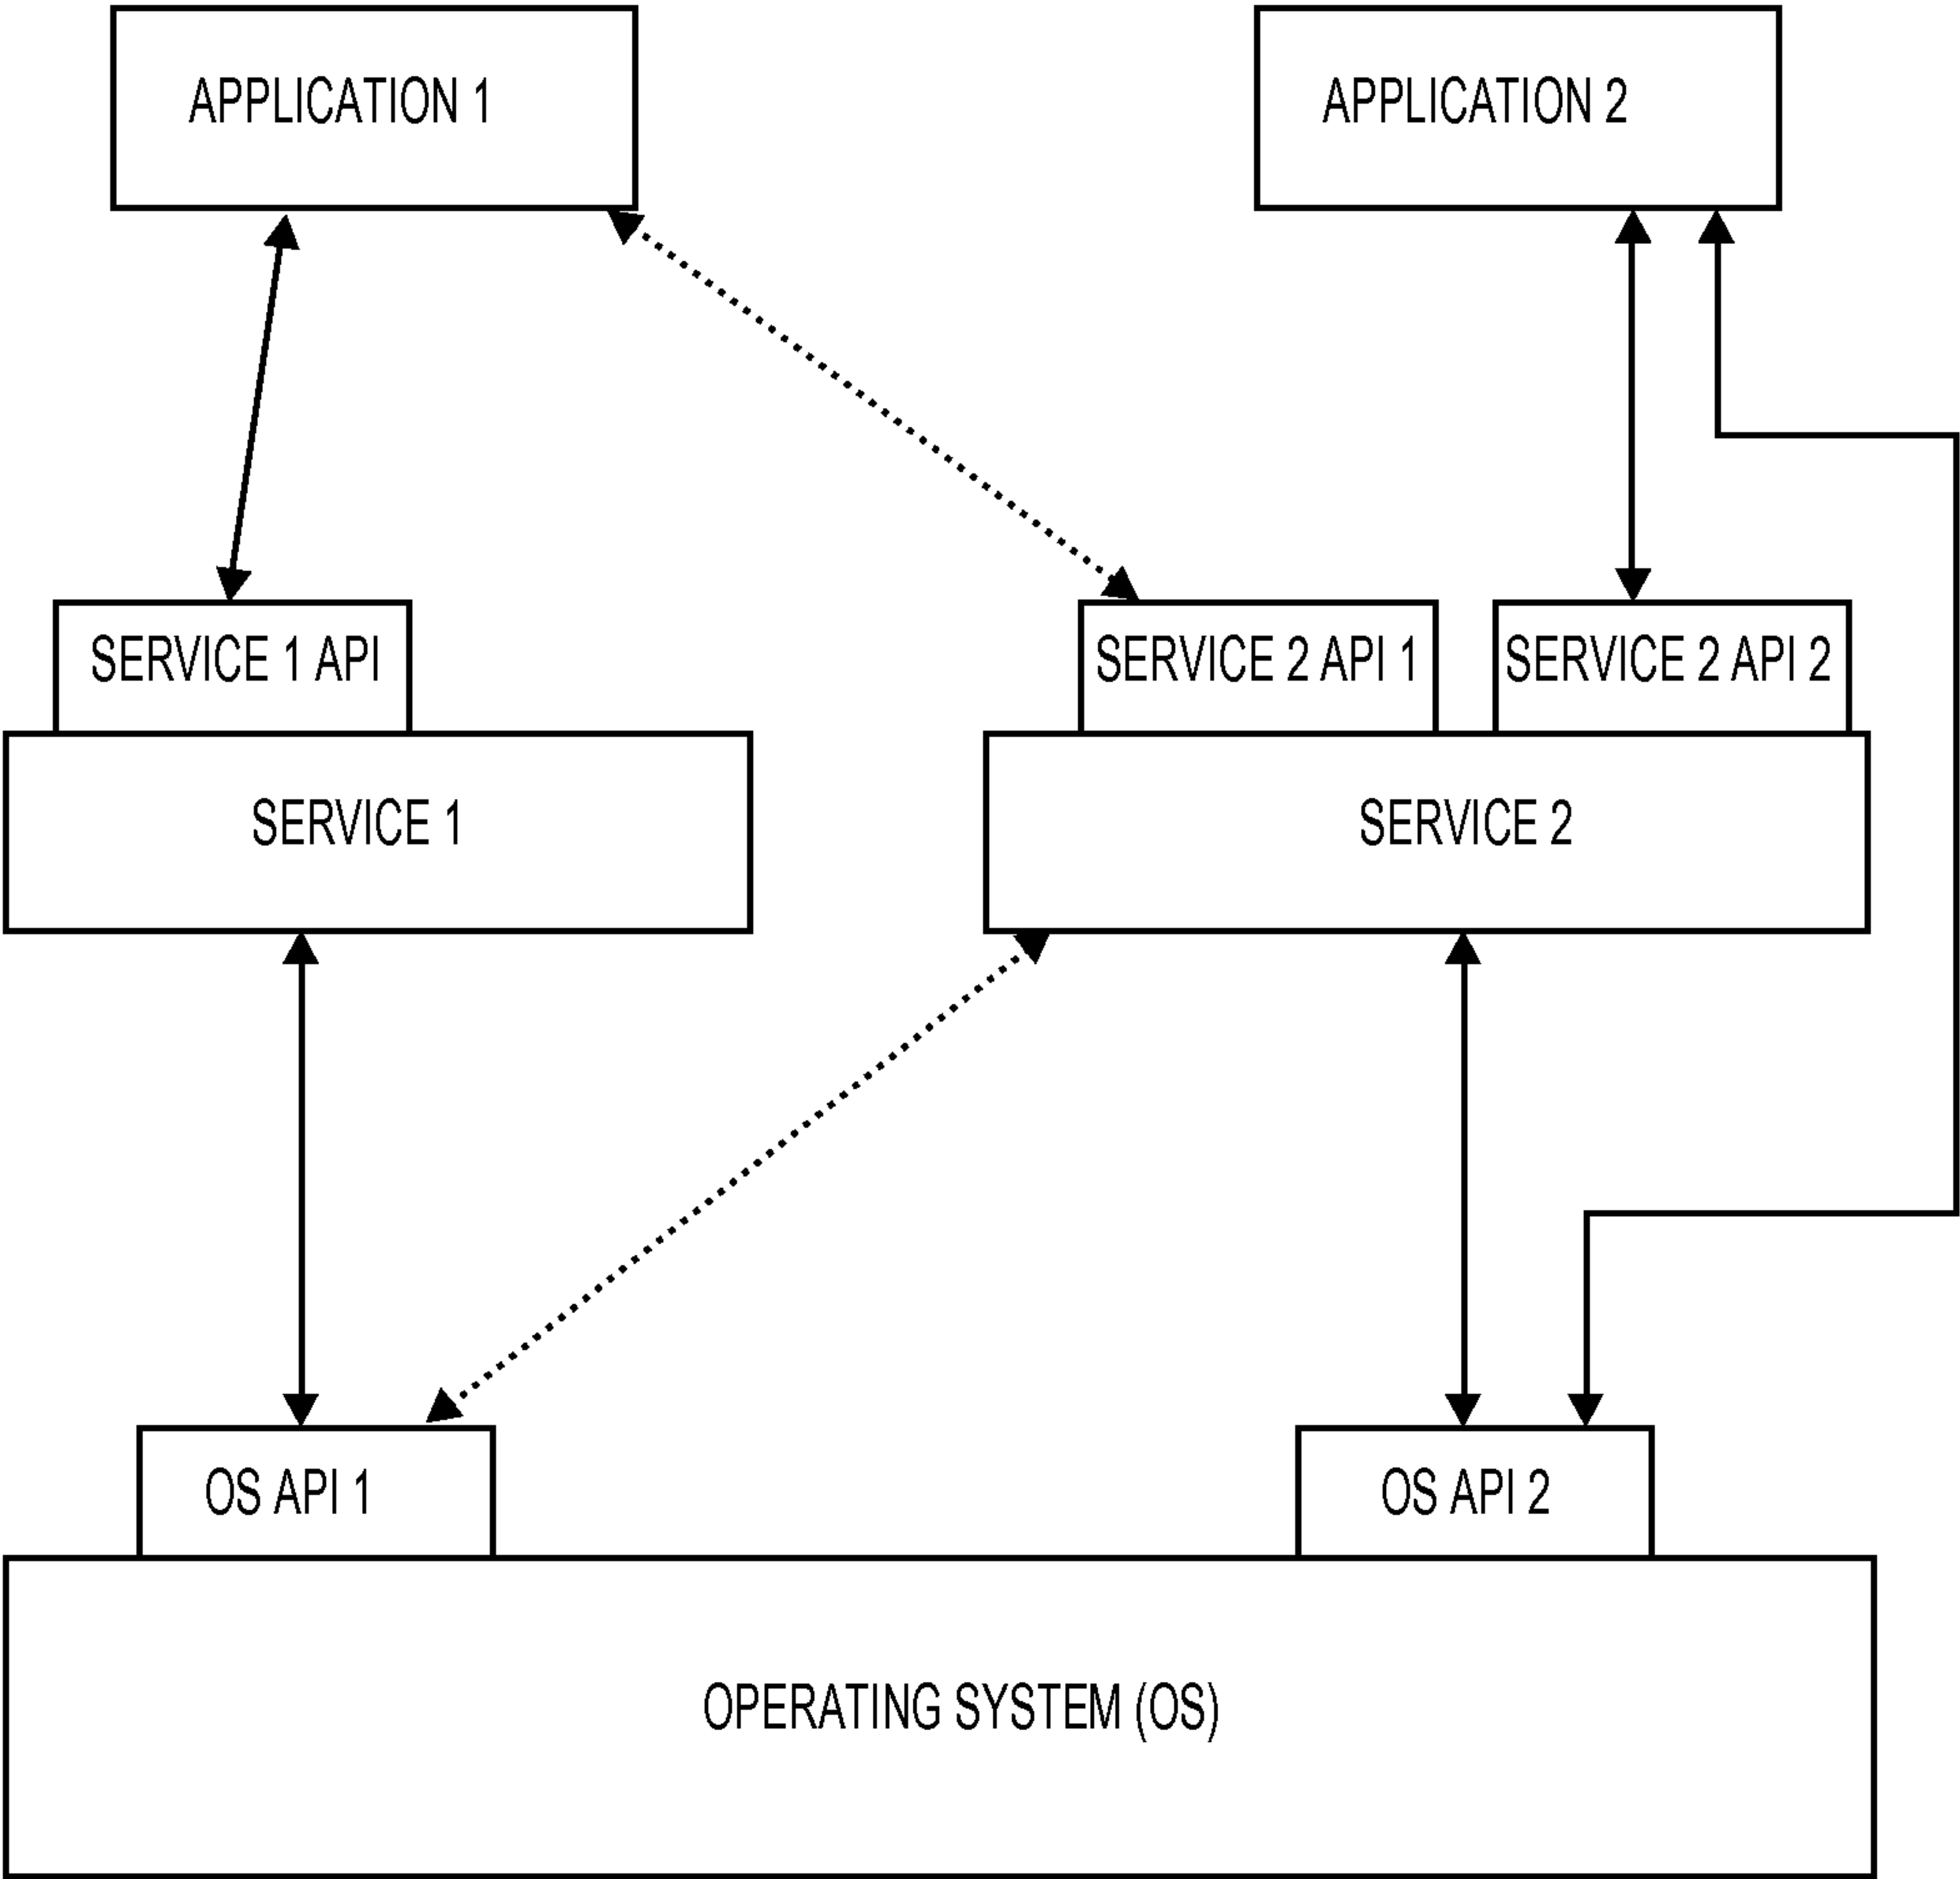 APPLICATION 1
APPLICATION 2
SERVICE 1 API
SERVICE 2 API 1
SERVICE 2 API 2
SERVICE 1
SERVICE 2
OS API 1
OS API 2
OPERATING SYSTEM (OS)